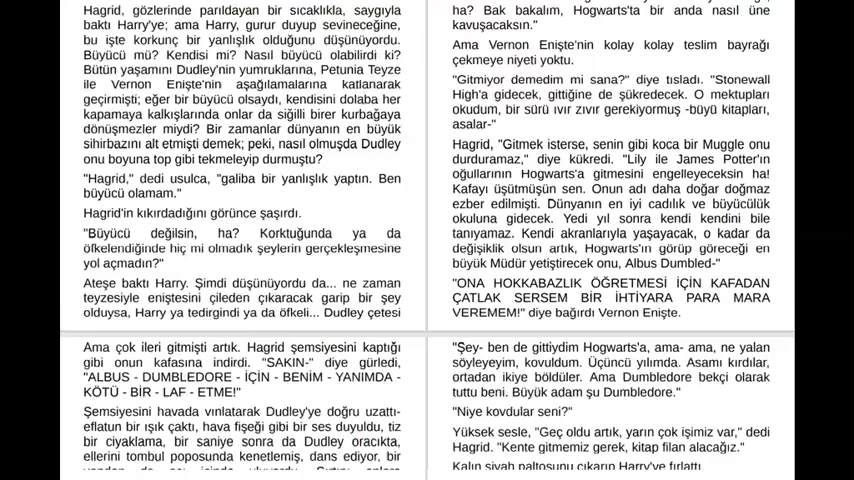 Hagrid, gözlerinde parıldayan bir sıcaklıkla, saygıyla
baktı Harry'ye; ama Harry, gurur duyup sevineceğine,
bu işte korkunç bir yanlışlık olduğunu düşünüyordu.
Büyücü mü? Kendisi mi? Nasıl büyücü olabilirdi ki?
Bütün yaşamını Dudley'nin yumruklarına, Petunia Teyze
ile Vernon Enişte'nin aşağılamalarına katlanarak
geçirmişti; eğer bir büyücü olsaydı, kendisini dolaba her
kapamaya kalkışlarında onlar da siğilli birer kurbağaya
dönüşmezler miydi? Bir zamanlar dünyanın en büyük
sihirbazını alt etmişti demek; peki, nasıl olmuşda Dudley
onu boyuna top gibi tekmeleyip durmuştu?
"Hagrid," dedi usulca, "galiba bir yanlışlık yaptın. Ben
büyücü olamam."
Hagrid'in kıkırdadığını görünce şaşırdı.
"Büyücü değilsin, ha? Korktuğunda ya da
öfkelendiğinde hiç mi olmadık şeylerin gerçekleşmesine
yol açmadın?"
Ateşe baktı Harry. Şimdi düşünüyordu da... ne zaman
teyzesiyle eniştesini çileden çıkaracak garip bir şey
olduysa, Harry ya tedirgindi ya da öfkeli... Dudley çetesi
ha? Bak bakalım, Hogwarts'ta bir anda nasıl üne
kavuşacaksın."
Ama Vernon Enişte'nin kolay kolay teslim bayrağı
çekmeye niyeti yoktu.
"Gitmiyor demedim mi sana?" diye tısladı. "Stonewall
High'a gidecek, gittiğine de şükredecek. O mektupları
okudum, bir sürü ıvır zıvır gerekiyormuş -büyü kitapları,
asalar-"
Hagrid, "Gitmek isterse, senin gibi koca bir Muggle onu
durduramaz," diye kükredi. "Lily ile James Potter'ın
oğullarının Hogwarts'a gitmesini engelleyeceksin ha!
Kafayı üşütmüşün sen. Onun adı daha doğar doğmaz
ezber edilmişti. Dünyanın en iyi cadılık ve büyücülük
okuluna gidecek. Yedi yıl sonra kendi kendini bile
tanıyamaz. Kendi akranlarıyla yaşayacak, o kadar da
değişiklik olsun artık, Hogwarts'ın görüp göreceği en
büyük Müdür yetiştirecek onu, Albus Dumbled-"
"ONA HOKKABAZLIK ÖĞRETMESİ İÇİN KAFADAN
ÇATLAK SERSEM BİR İHTİYARA PARA MARA
VEREMEM!" diye bağırdı Vernon Enişte.
Ama çok ileri gitmişti artık. Hagrid şemsiyesini kaptığı
gibi onun kafasına indirdi. "SAKIN-" diye gürledi,
"ALBUS - DUMBLEDORE - İÇİN - BENİM - YANIMDA -
KÖTÜ - BİR - LAF - ETME!"
Şemsiyesini havada vınlatarak Dudley'ye doğru uzattı-
eflatun bir ışık çaktı, hava fişeği gibi bir ses duyuldu, tiz
bir ciyaklama, bir saniye sonra da Dudley oracıkta,
ellerini tombul poposunda kenetlemiş, dans ediyor, bir
"Şey- ben de gittiydim Hogwarts'a, ama- ama, ne yalan
söyleyeyim, kovuldum. Üçüncü yılımda. Asamı kırdılar,
ortadan ikiye böldüler. Ama Dumbledore bekçi olarak
tuttu beni. Büyük adam şu Dumbledore."
"Niye kovdular seni?"
Yüksek sesle, "Geç oldu artık, yarın çok işimiz var," dedi
Hagrid. "Kente gitmemiz gerek, kitap filan alacağız."
Kalın siyah paltosunu çıkarıp Harry'ye fırlattı.